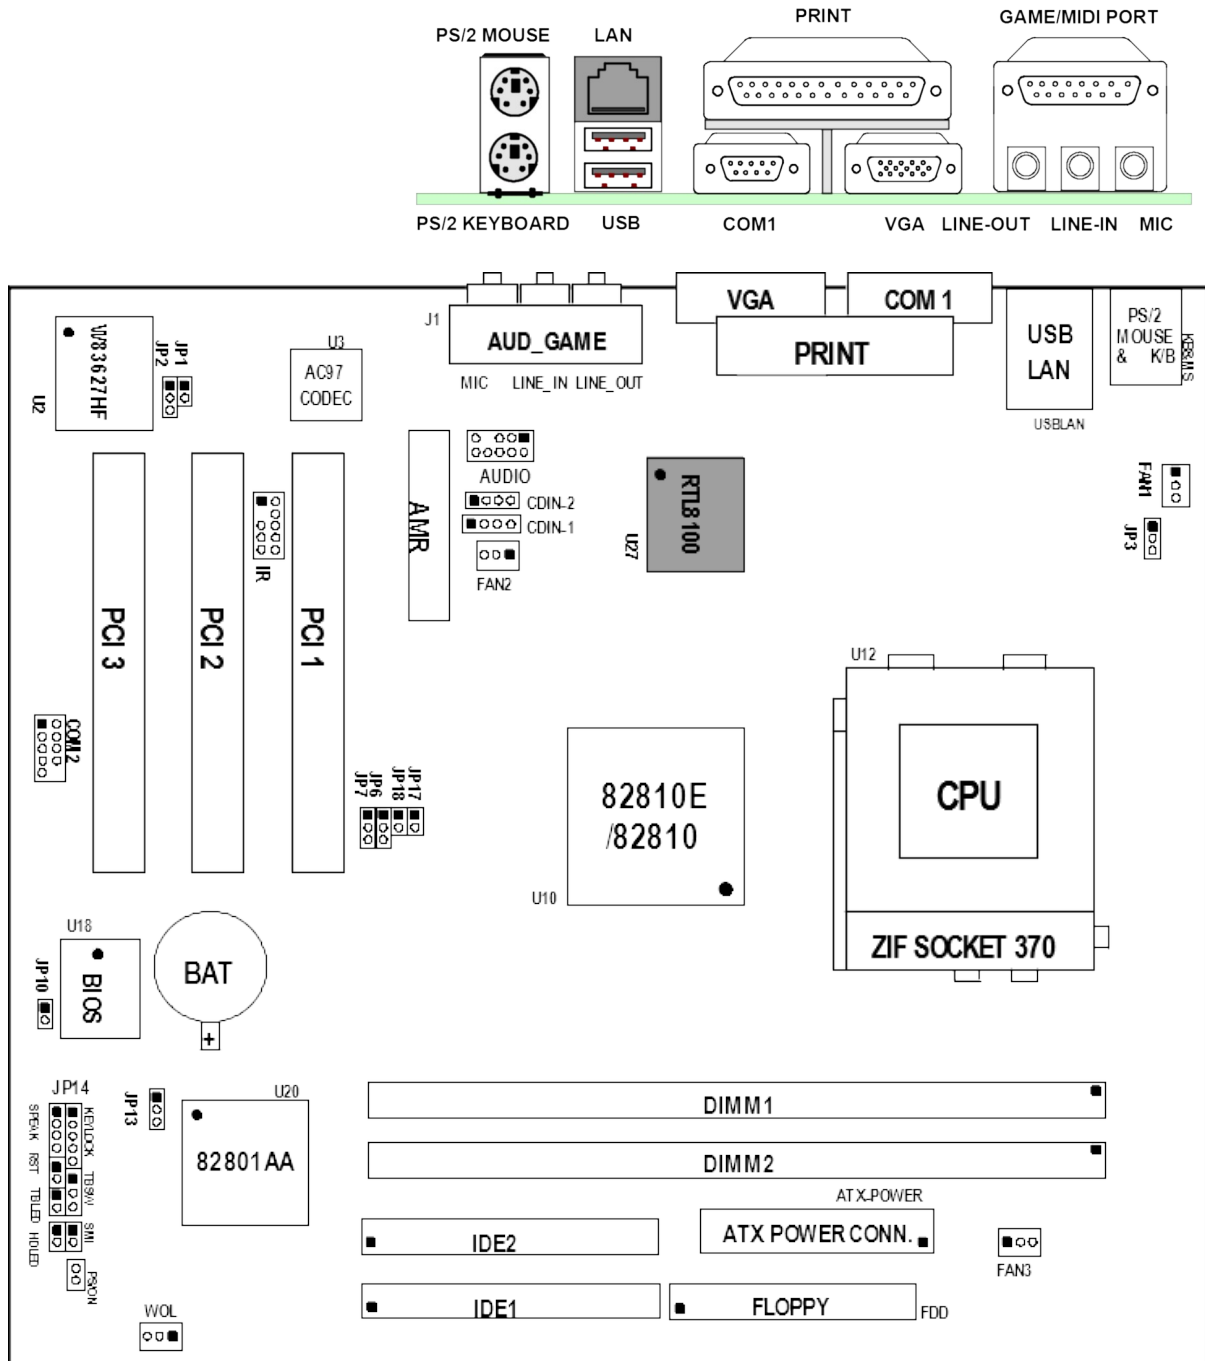 PRINT
GAME/MIDI PORT
PS/2 MOUSE
LAN
PS/2 KEYBOARD
USB
COM1
VGA
LINE-OUT
LINE-IN
MIC
VGA
COM 1
J1
AUD_GAME
PRINT
MIC
LINE_IN
LINE_OUT
USB
LAN
USBLAN
PS/2
MOUSE
& K/B
KB&MS
W83627HF
U2
JP2
JP1
U3
AC97
CODEC
AUDIO
CDIN-2
CDIN-1
FAN2
AMR
RTL8100
U27
FAN1
JP3
IR
PCI 3
PCI 2
PCI 1
COM2
JP7
JP6
JP18
JP17
U12
CPU
ZIF SOCKET 370
82810E
/82810
U10
U18
BIOS
JP10
BAT
+
JP14
SPEAK
RST
TBLED
HDLED
KEYLOCK
TBSW
SMI
PS/ON
JP13
U20
82801AA
DIMM1
DIMM2
ATX-POWER
ATX POWER CONN.
IDE2
IDE1
FLOPPY
FDD
FAN3
WOL